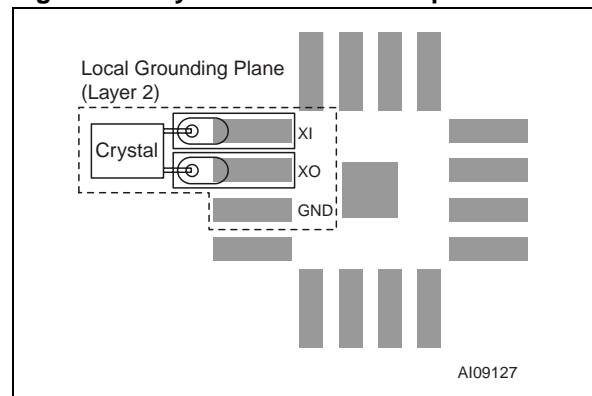 Local Grounding Plane
(Layer 2)
Crystal
XI
XO
GND
AI09127